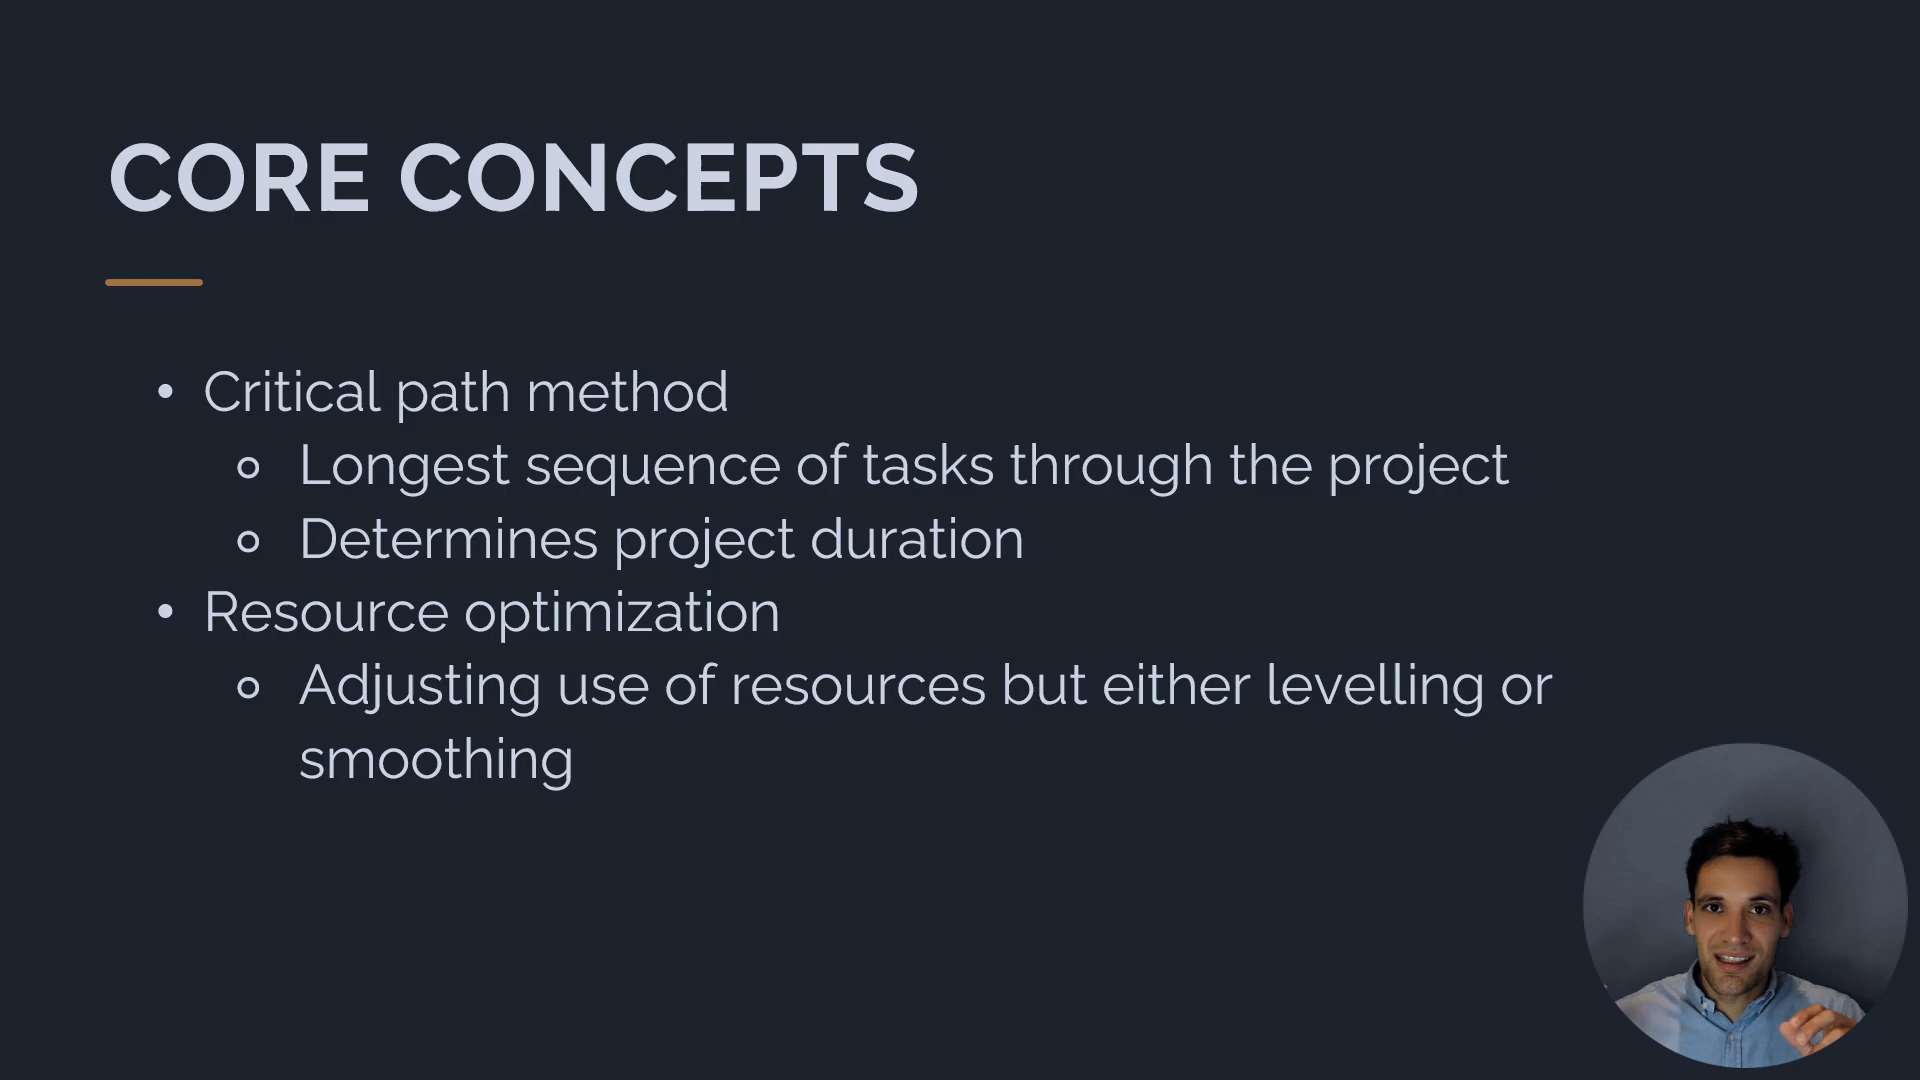 CORE CONCEPTS
• Critical path method
○ Longest sequence of tasks through the project
○ Determines project duration
• Resource optimization
○ Adjusting use of resources but either levelling or
smoothing